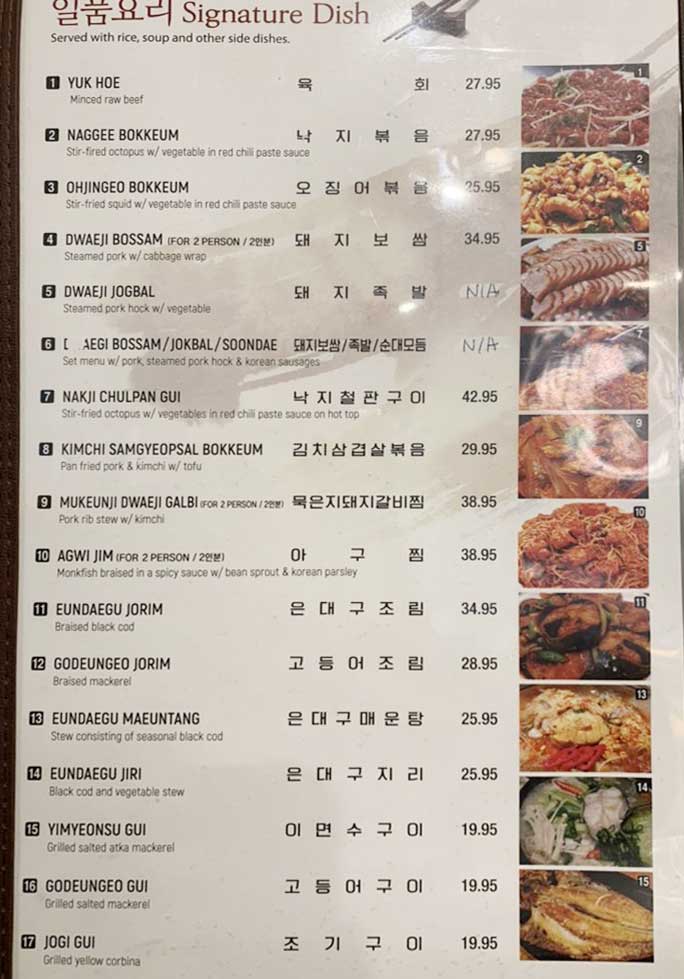 일품요리 Signature Dish
Served with rice, soup and other side dishes.
1 YUK HOE 육 회 27.95
Minced raw beef
2 NAGGEE BOKKEUM 낙 지 볶 음 27.95
Stir-fired octopus w/ vegetable in red chili paste sauce
3 OHJINGEO BOKKEUM 오 징 어 볶 음 25.95
Stir-fried squid w/ vegetable in red chili paste sauce
4 DWAEJI BOSSAM (FOR 2 PERSON / 2인분) 돼 지 보 쌈 34.95
Steamed pork w/ cabbage wrap
5 DWAEJI JOGBAL 돼 지 족 발 N/A
Steamed pork hock w/ vegetable
6 AEGI BOSSAM/JOKBAL/SOONDAE 돼지보쌈/족발/순대모듬 N/A
Set menu w/ pork, steamed pork hock & korean sausages
7 NAKJI CHULPAN GUI 낙 지 철 판 구 이 42.95
Stir-fried octopus w/ vegetables in red chili paste sauce on hot top
8 KIMCHI SAMGYEOPSAL BOKKEUM 김 치 삼 겹 살 볶 음 29.95
Pan fried pork & kimchi w/ tofu
9 MUKEUNJI DWAEJI GALBI (FOR 2 PERSON / 2인분) 묵은지돼지갈비찜 38.95
Pork rib stew w/ kimchi
10 AGWI JIM (FOR 2 PERSON / 2인분) 아 구 찜 38.95
Monkfish braised in a spicy sauce w/ bean sprout & korean parsley
11 EUNDAEGU JORIM 은 대 구 조 림 34.95
Braised black cod
12 GODEUNGEO JORIM 고 등 어 조 림 28.95
Braised mackerel
13 EUNDAEGU MAEUNTANG 은 대 구 매 운 탕 25.95
Stew consisting of seasonal black cod
14 EUNDAEGU JIRI 은 대 구 지 리 25.95
Black cod and vegetable stew
15 YIMYEONSU GUI 이 면 수 구 이 19.95
Grilled salted atka mackerel
16 GODEUNGEO GUI 고 등 어 구 이 19.95
Grilled salted mackerel
17 JOGI GUI 조 기 구 이 19.95
Grilled yellow corbina
1
2
5
7
9
10
11
13
14
15